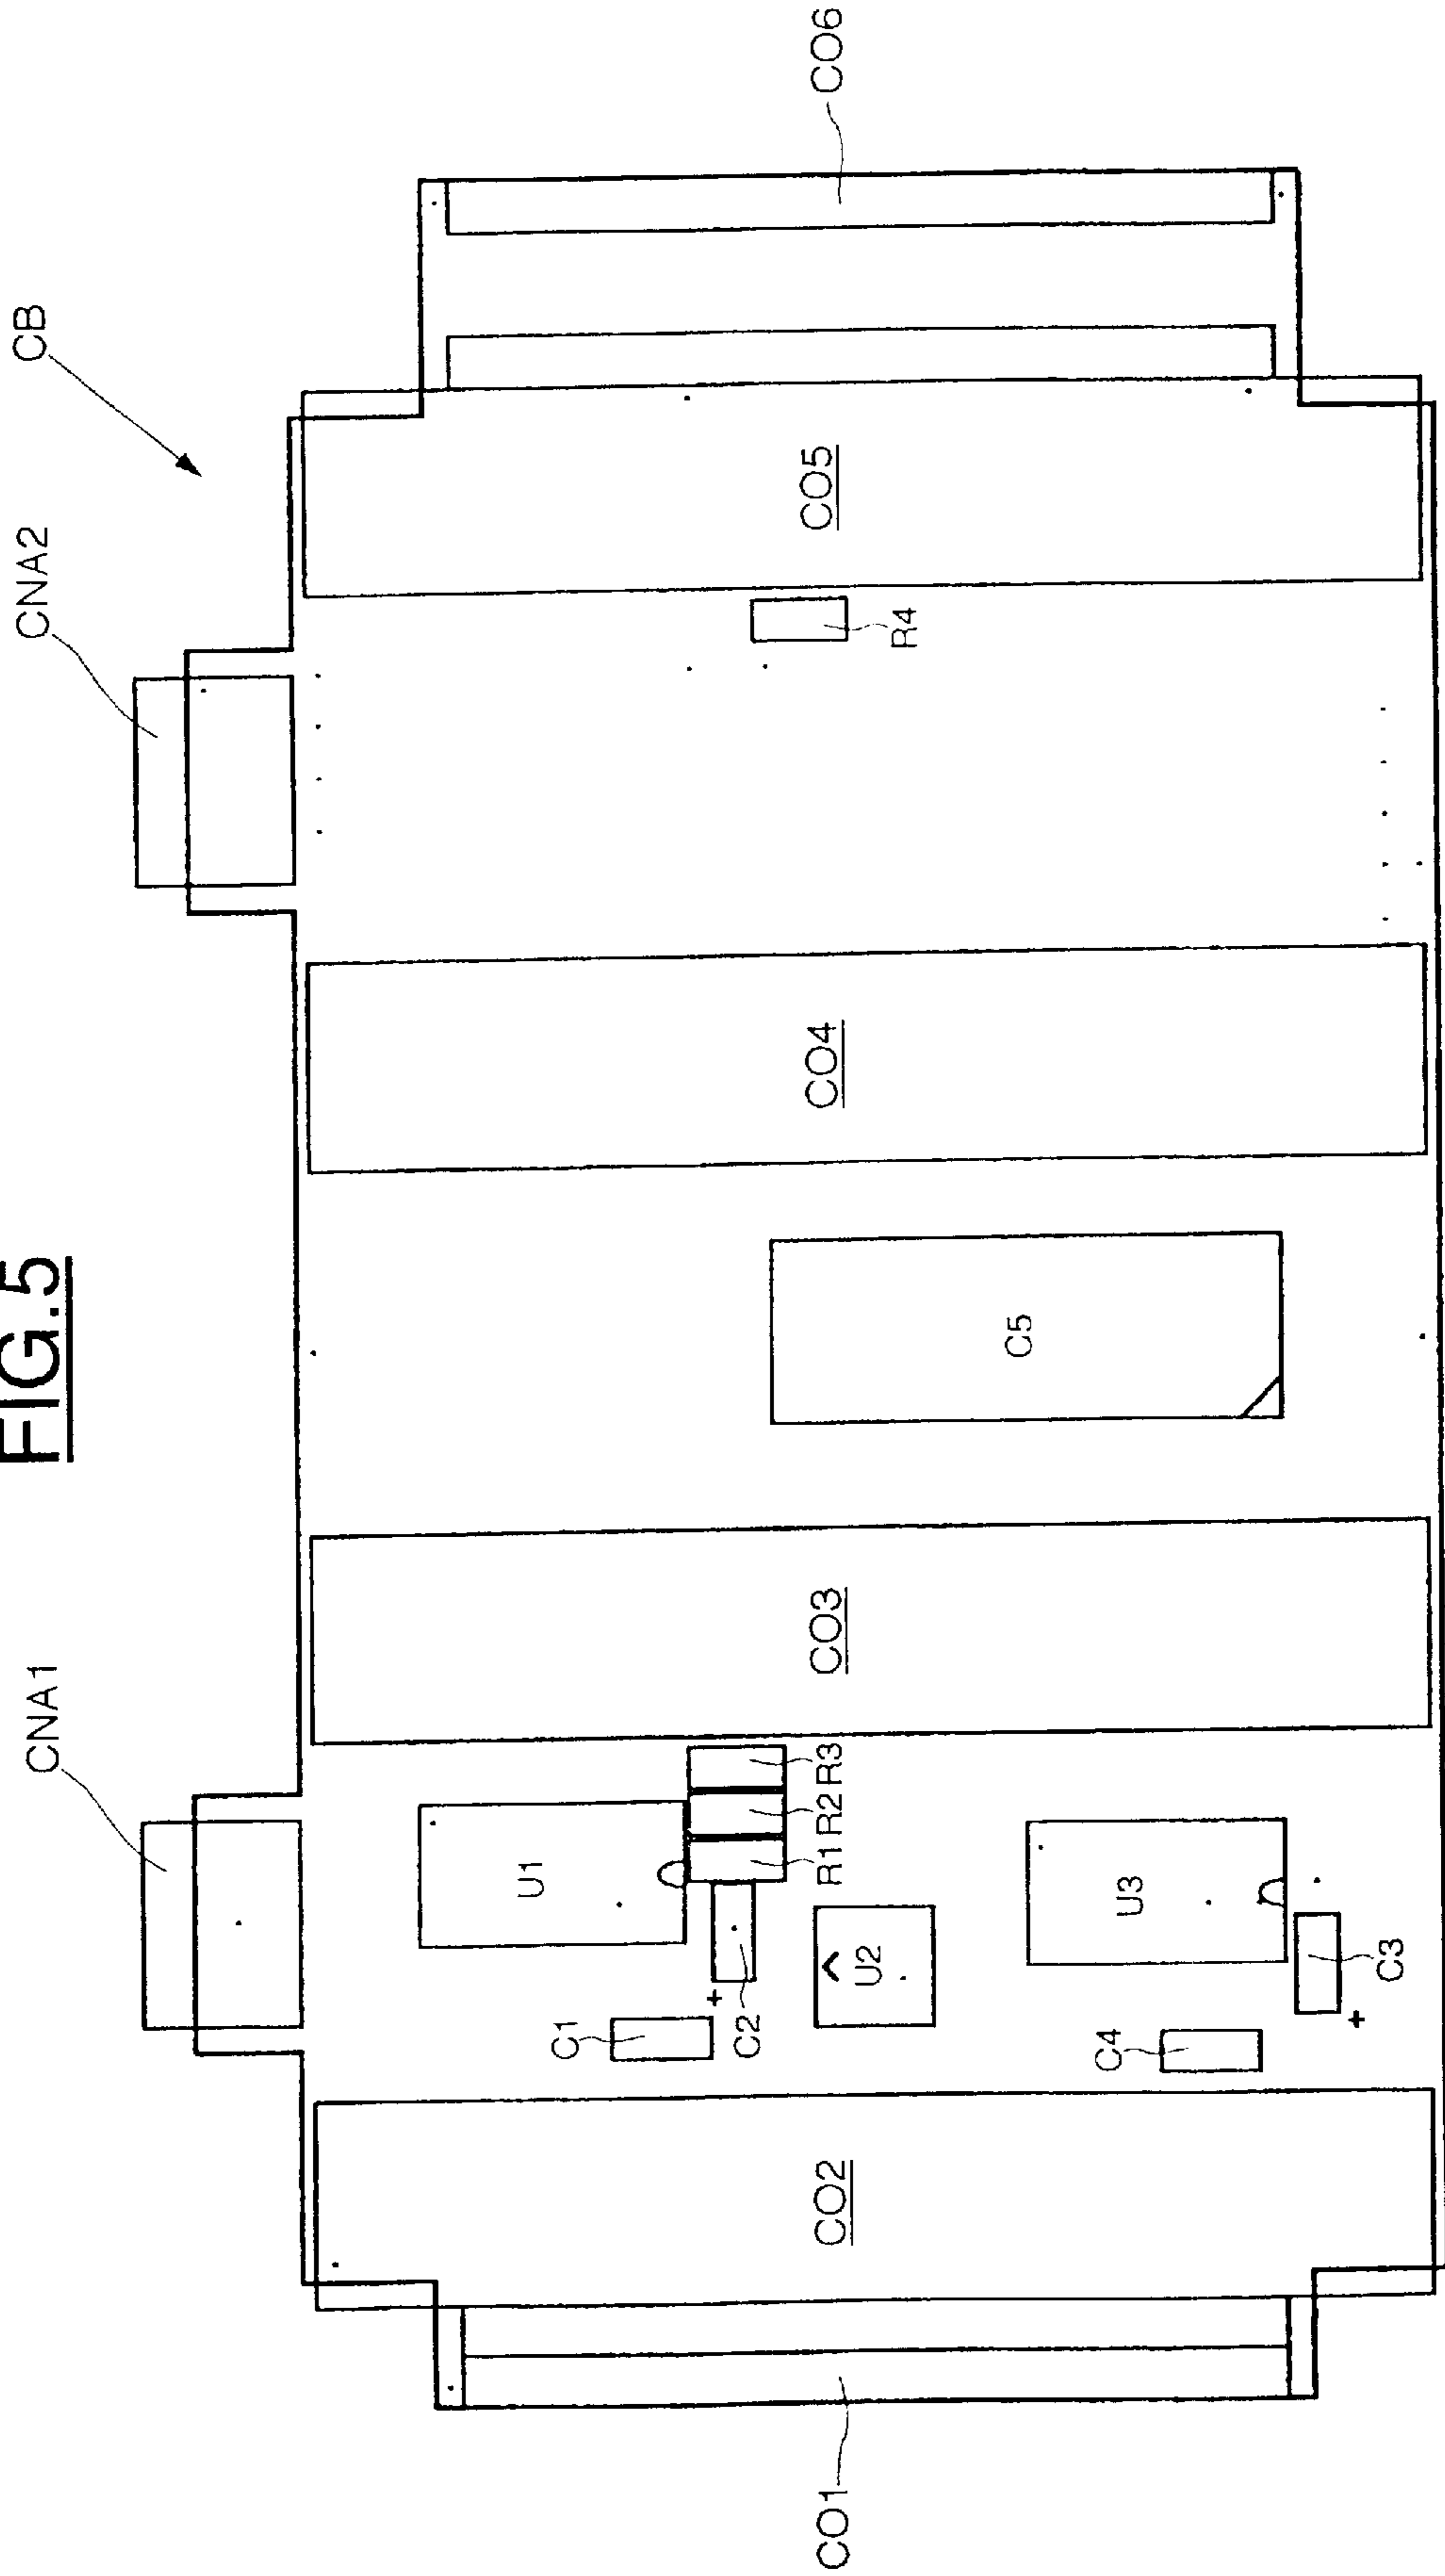 FIG.5
CNA1
CNA2
CB
U1
C1
C2
+
R1
R2
R3
U2
U3
C4
C3
+
C5
R4
CO1
CO2
CO3
CO4
CO5
CO6